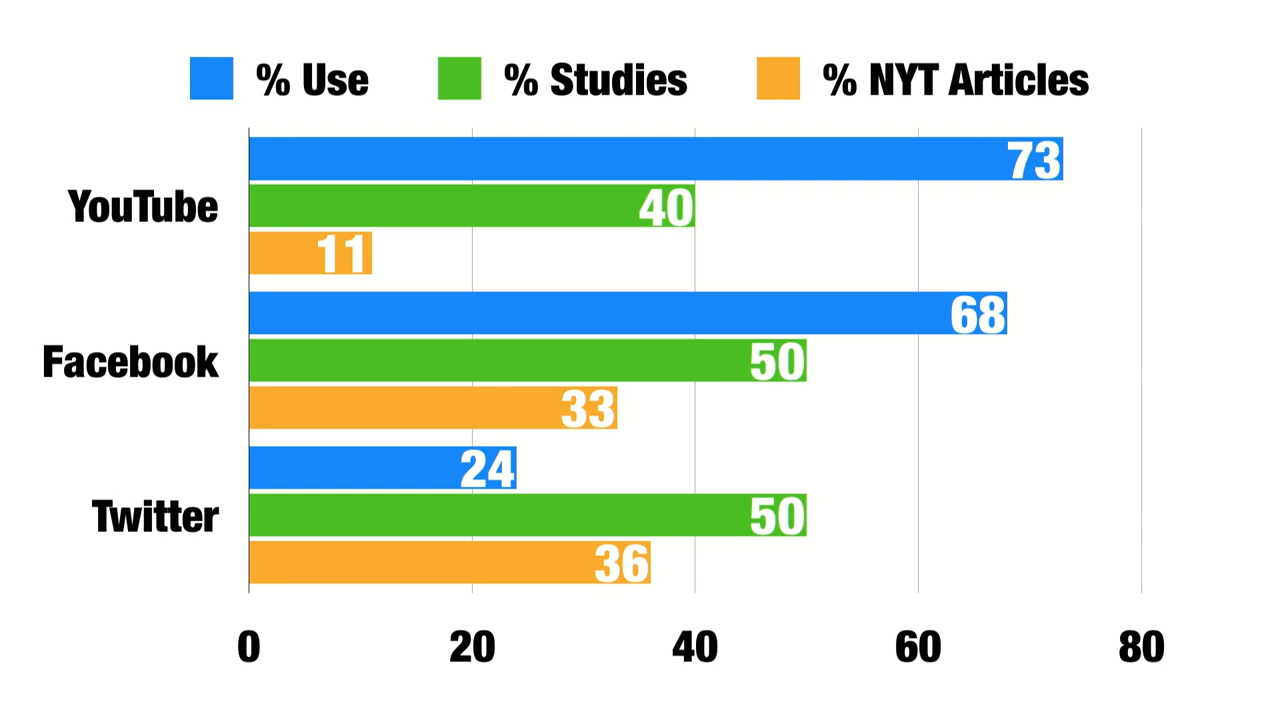 % Use % Studies % NYT Articles
YouTube
73
40
11
Facebook
68
50
33
Twitter
24
50
36
0 20 40 60 80